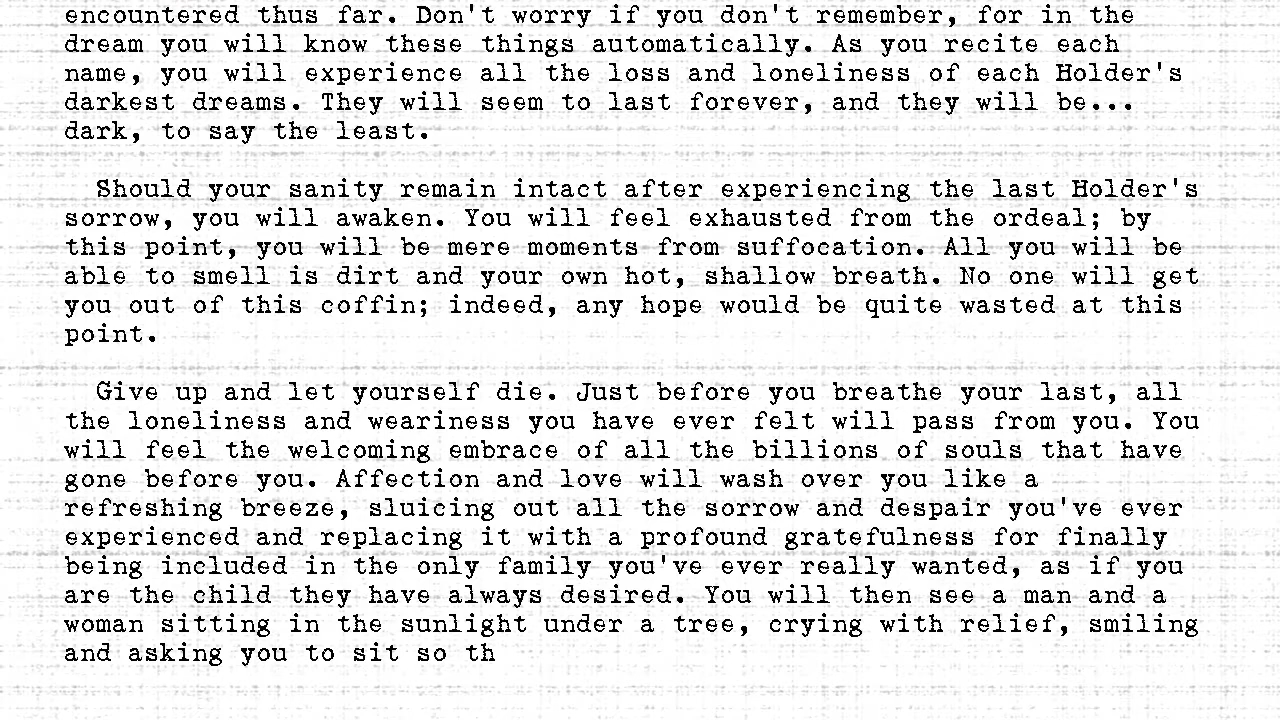 encountered thus far. Don't worry if you don't remember, for in the
dream you will know these things automatically. As you recite each
name, you will experience all the loss and loneliness of each Holder's
darkest dreams. They will seem to last forever, and they will be...
dark, to say the least.
Should your sanity remain intact after experiencing the last Holder's
sorrow, you will awaken. You will feel exhausted from the ordeal; by
this point, you will be mere moments from suffocation. All you will be
able to smell is dirt and your own hot, shallow breath. No one will get
you out of this coffin; indeed, any hope would be quite wasted at this
point.
Give up and let yourself die. Just before you breathe your last, all
the loneliness and weariness you have ever felt will pass from you. You
will feel the welcoming embrace of all the billions of souls that have
gone before you. Affection and love will wash over you like a
refreshing breeze, sluicing out all the sorrow and despair you've ever
experienced and replacing it with a profound gratefulness for finally
being included in the only family you've ever really wanted, as if you
are the child they have always desired. You will then see a man and a
woman sitting in the sunlight under a tree, crying with relief, smiling
and asking you to sit so th